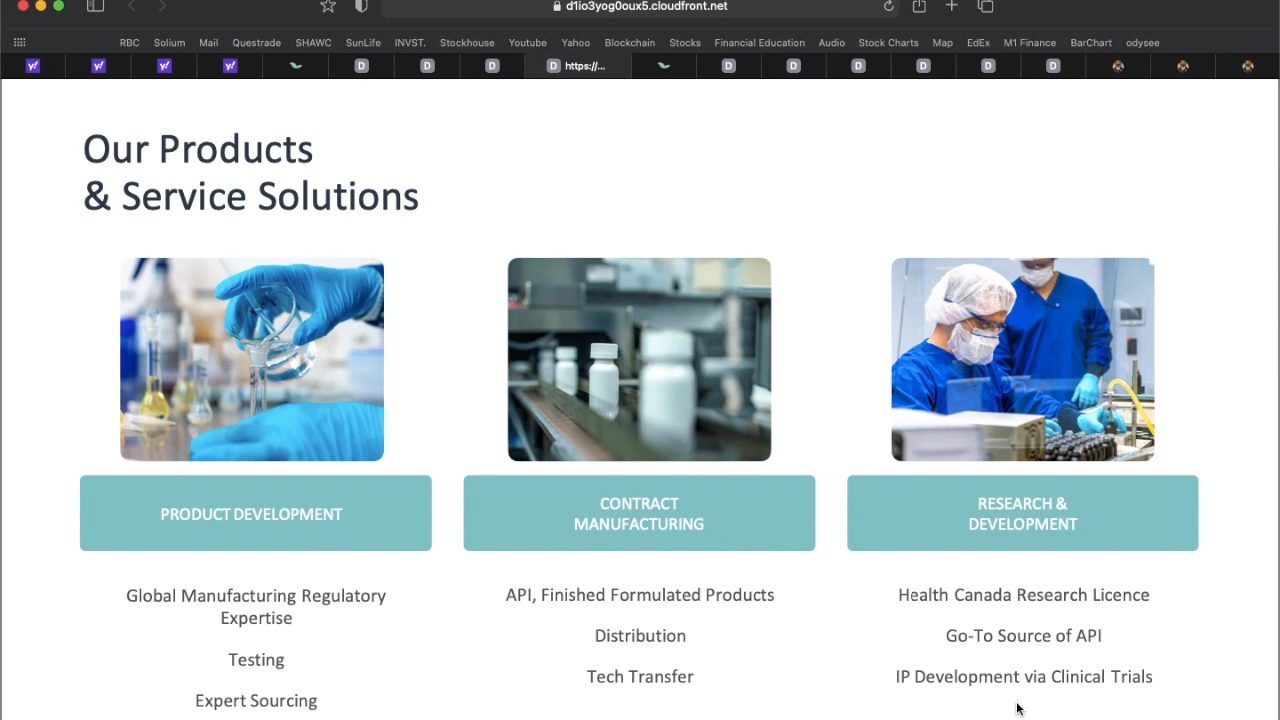 d1io3yog0oux5.cloudfront.net
RBC Solium Mail Questrade SHAWC SunLife INVST. Stockhouse Youtube Yahoo Blockchain Stocks Financial Education Audio Stock Charts Map EdEx M1 Finance BarChart odysee
y! y! y! y! D D D D https://... D D D D D D
Our Products
& Service Solutions
PRODUCT DEVELOPMENT
Global Manufacturing Regulatory
Expertise
Testing
Expert Sourcing
CONTRACT
MANUFACTURING
API, Finished Formulated Products
Distribution
Tech Transfer
RESEARCH &
DEVELOPMENT
Health Canada Research Licence
Go-To Source of API
IP Development via Clinical Trials